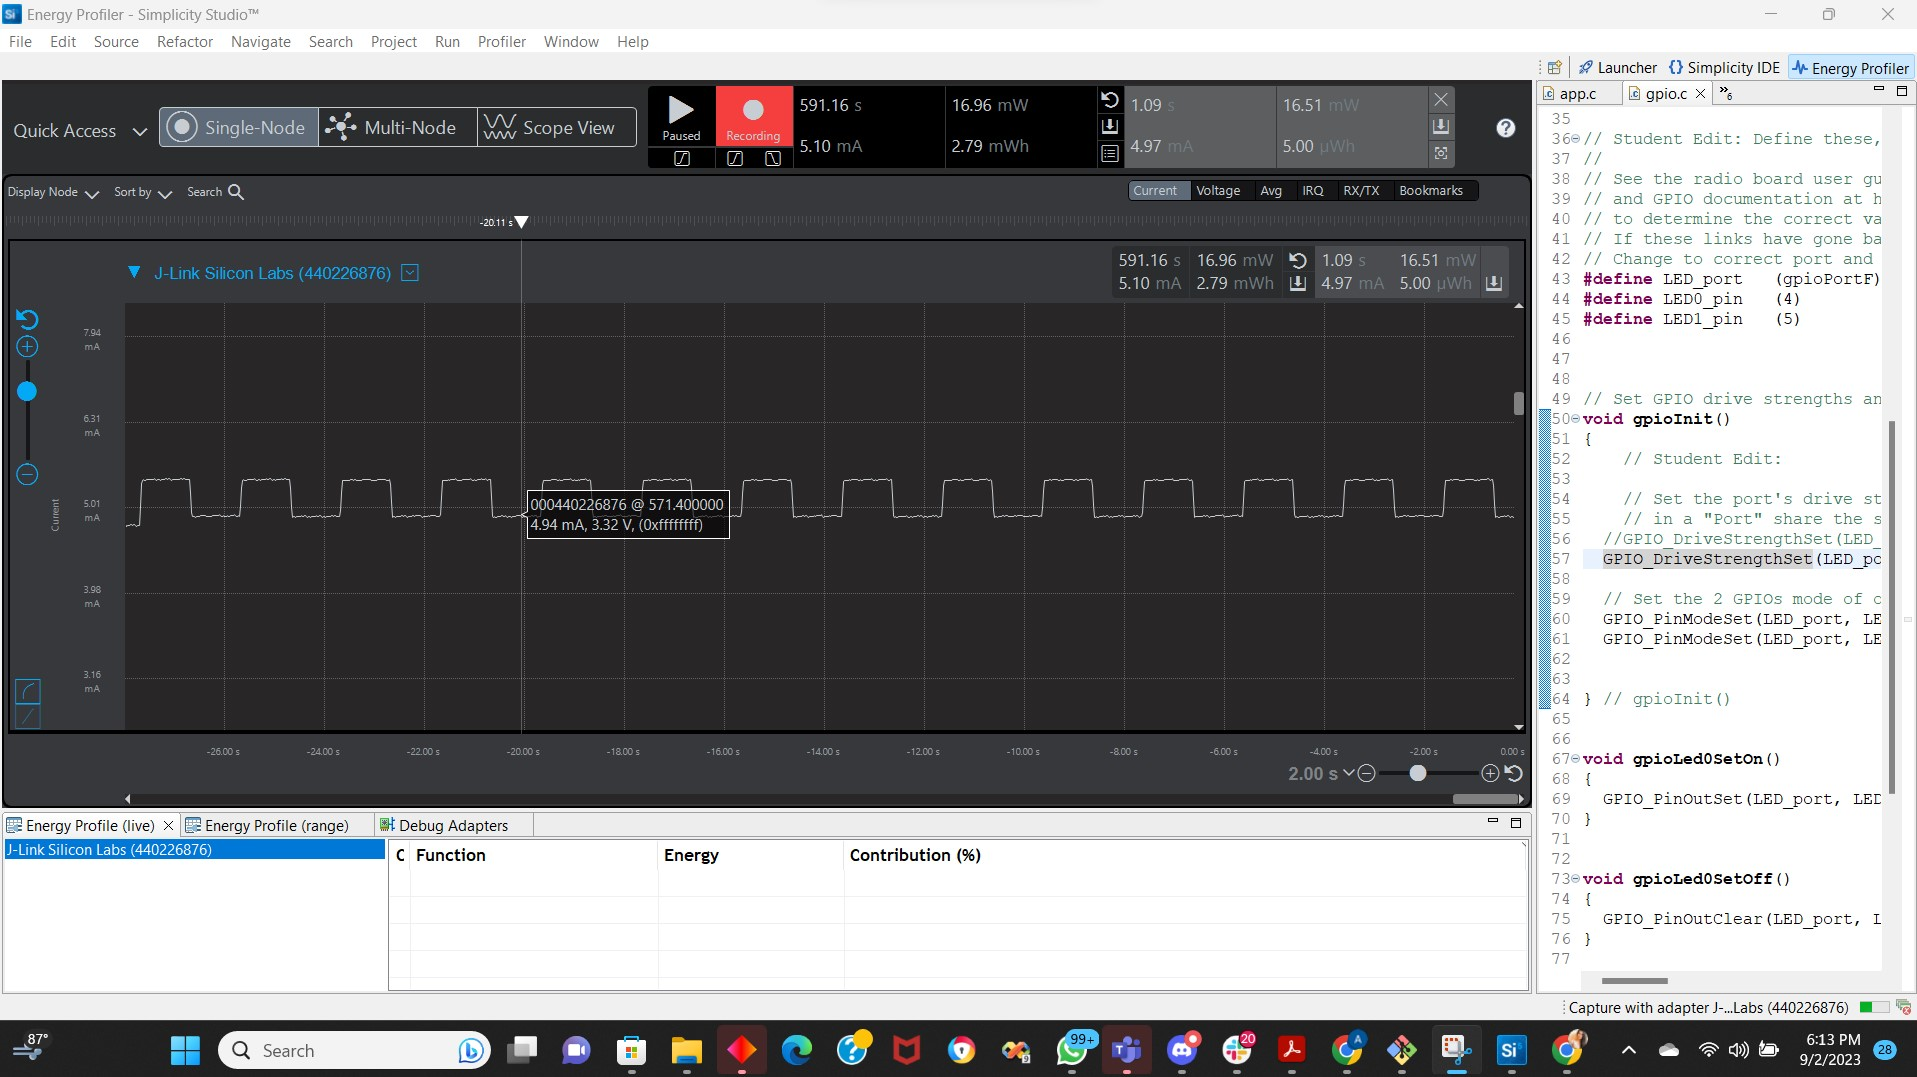 Energy Profiler - Simplicity Studio™
File Edit Source Refactor Navigate Search Project Run Profiler Window Help
Launcher Simplicity IDE Energy Profiler
Quick Access Single-Node Multi-Node Scope View
Paused Recording
591.16 s 16.96 mW 1.09 s 16.51 mW
5.10 mA 2.79 mWh 4.97 mA 5.00 µWh
Display Node Sort by Search
Current Voltage Avg IRQ RX/TX Bookmarks
-20.11 s
J-Link Silicon Labs (440226876)
591.16 s 16.96 mW 1.09 s 16.51 mW
5.10 mA 2.79 mWh 4.97 mA 5.00 µWh
7.94
mA
6.31
mA
5.01
mA
3.98
mA
3.16
mA
Current
000440226876 @ 571.400000
4.94 mA, 3.32 V, (0xffffffff)
-26.00 s -24.00 s -22.00 s -20.00 s -18.00 s -16.00 s -14.00 s -12.00 s -10.00 s -8.00 s -6.00 s -4.00 s -2.00 s 0.00 s
2.00 s
Energy Profile (live) Energy Profile (range) Debug Adapters
J-Link Silicon Labs (440226876)
C Function Energy Contribution (%)
app.c gpio.c »6
35
36 // Student Edit: Define these,
37 //
38 // See the radio board user gu
39 // and GPIO documentation at h
40 // to determine the correct va
41 // If these links have gone ba
42 // Change to correct port and
43 #define LED_port (gpioPortF)
44 #define LED0_pin (4)
45 #define LED1_pin (5)
46
47
48
49 // Set GPIO drive strengths an
50 void gpioInit()
51 {
52 // Student Edit:
53
54 // Set the port's drive st
55 // in a "Port" share the s
56 //GPIO_DriveStrengthSet(LED_
57 GPIO_DriveStrengthSet(LED_po
58
59 // Set the 2 GPIOs mode of o
60 GPIO_PinModeSet(LED_port, LE
61 GPIO_PinModeSet(LED_port, LE
62
63
64 } // gpioInit()
65
66
67 void gpioLed0SetOn()
68 {
69 GPIO_PinOutSet(LED_port, LED
70 }
71
72
73 void gpioLed0SetOff()
74 {
75 GPIO_PinOutClear(LED_port, L
76 }
77
Capture with adapter J-...Labs (440226876)
87°
Search
99+
20
6:13 PM
9/2/2023
28